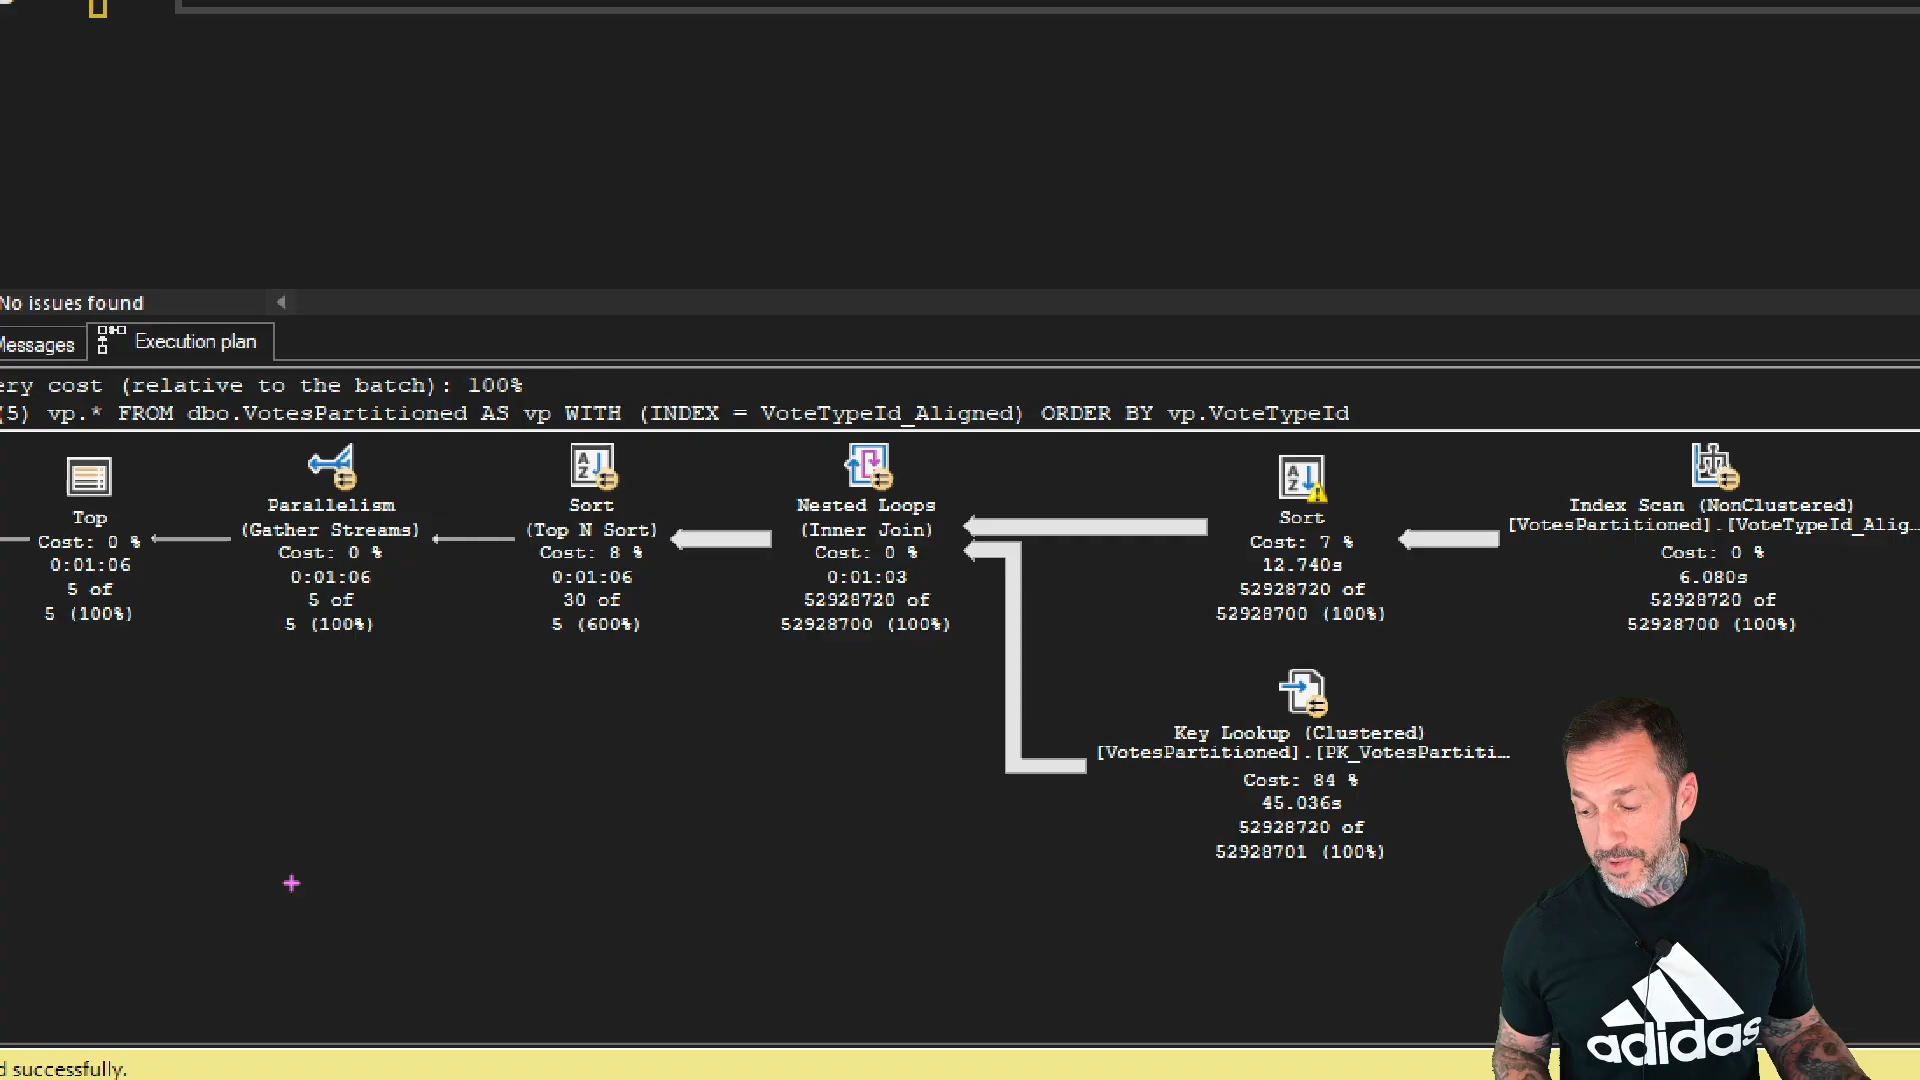 No issues found
Messages
Execution plan
ery cost (relative to the batch): 100%
(5) vp.* FROM dbo.VotesPartitioned AS vp WITH (INDEX = VoteTypeId_Aligned) ORDER BY vp.VoteTypeId
Top
Cost: 0 %
0:01:06
5 of
5 (100%)
Parallelism
(Gather Streams)
Cost: 0 %
0:01:06
5 of
5 (100%)
Sort
(Top N Sort)
Cost: 8 %
0:01:06
30 of
5 (600%)
Nested Loops
(Inner Join)
Cost: 0 %
0:01:03
52928720 of
52928700 (100%)
Sort
Cost: 7 %
12.740s
52928720 of
52928700 (100%)
Index Scan (NonClustered)
[VotesPartitioned].[VoteTypeId_Alig...
Cost: 0 %
6.080s
52928720 of
52928700 (100%)
Key Lookup (Clustered)
[VotesPartitioned].[PK_VotesPartiti...
Cost: 84 %
45.036s
52928720 of
52928701 (100%)
adidas
d successfully.